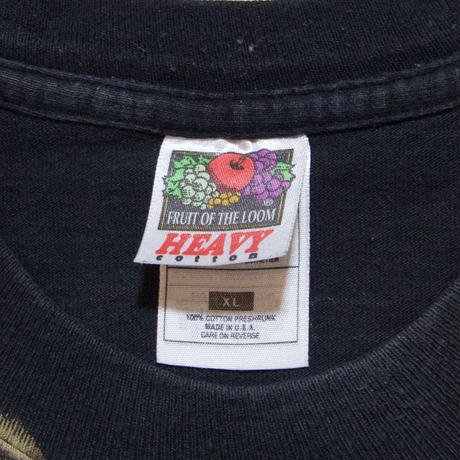 FRUIT OF THE LOOM
HEAVY
cotton
XL
100% COTTON PRESHRUNK
MADE IN U.S.A.
CARE ON REVERSE